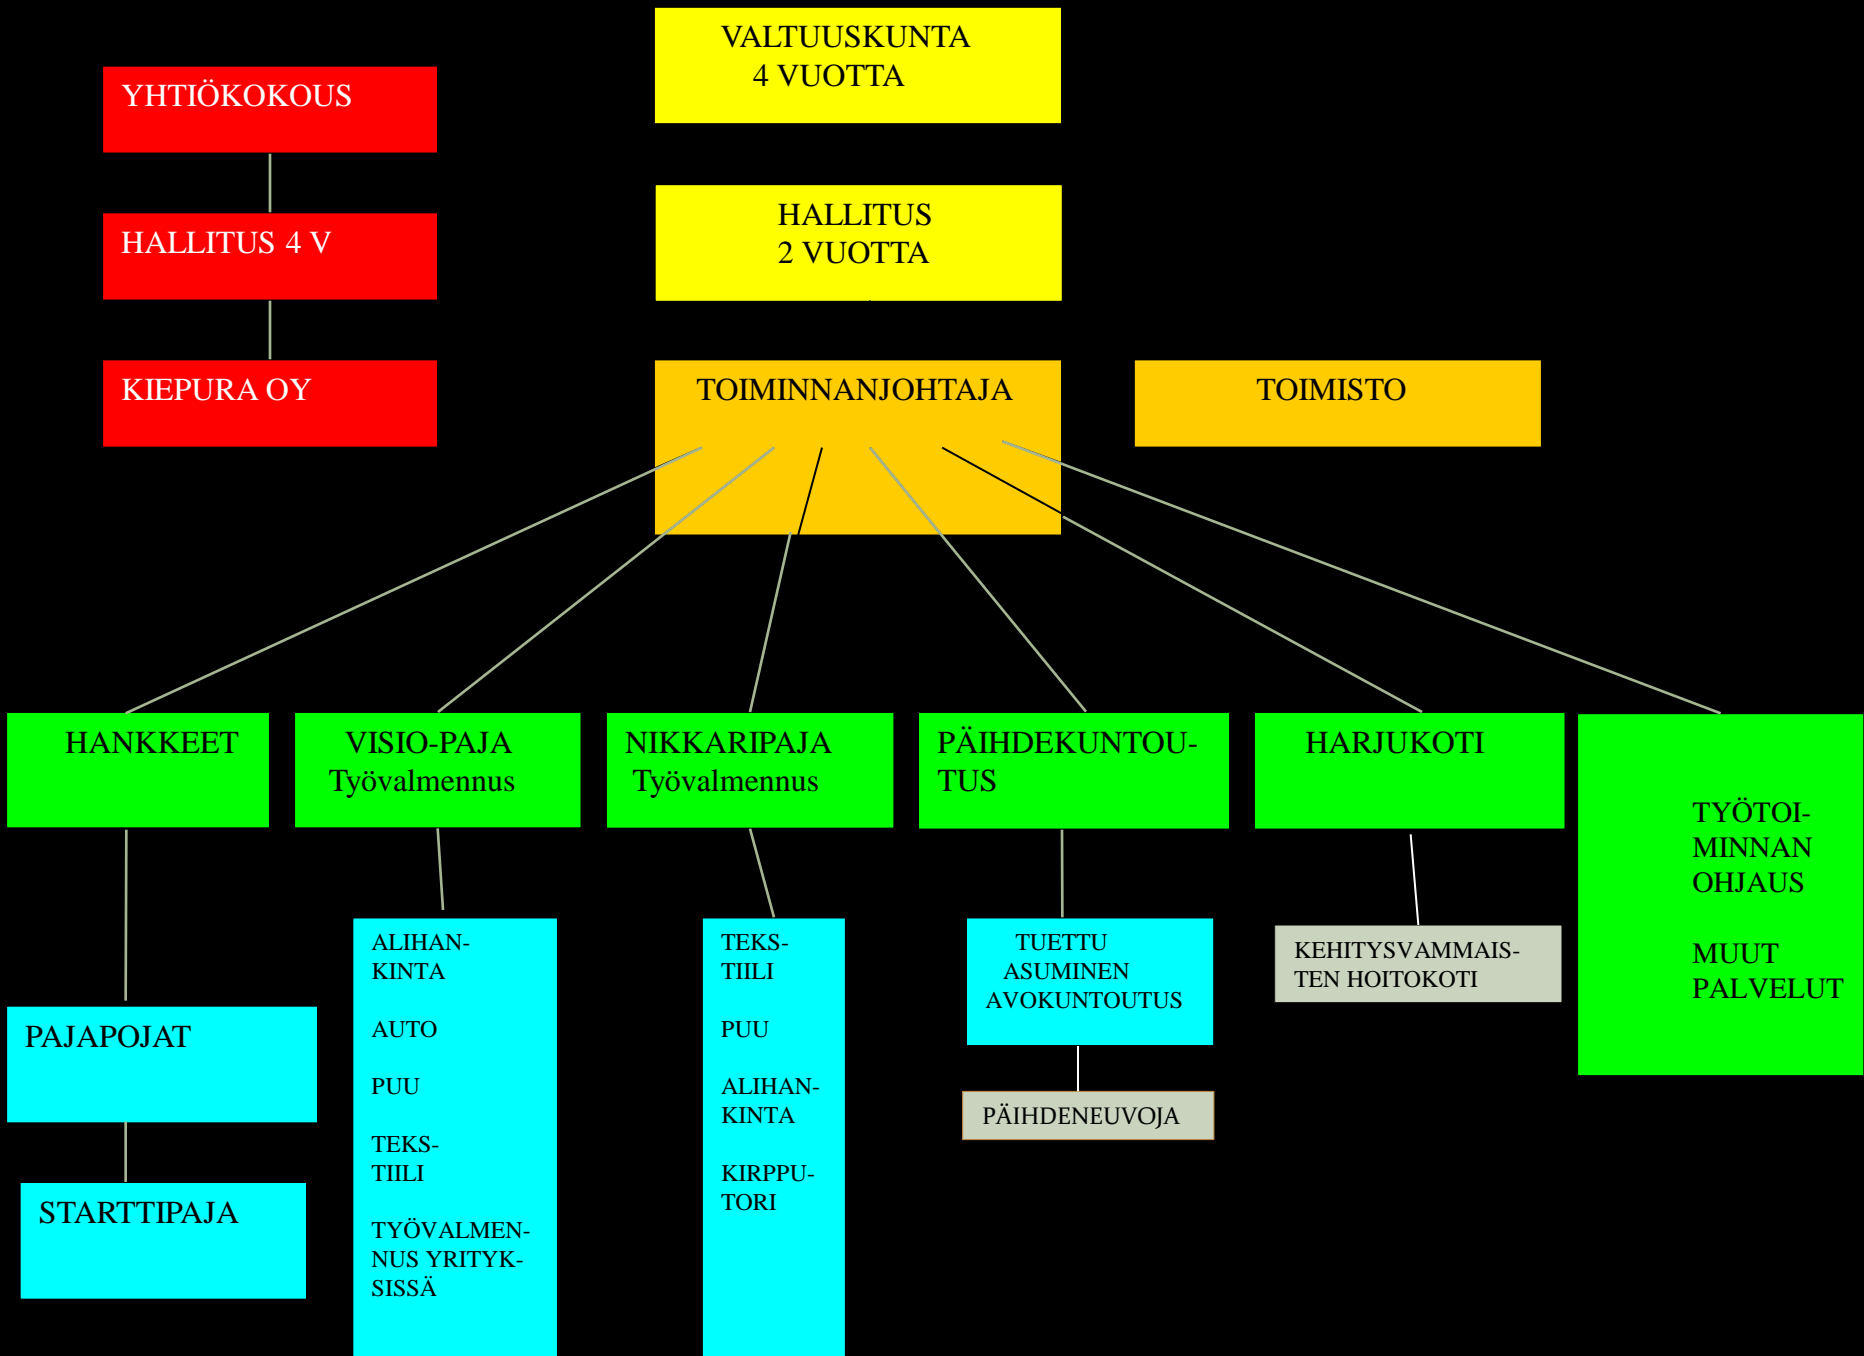 VALTUUSKUNTA
4 VUOTTA
YHTIÖKOKOUS
HALLITUS
2 VUOTTA
HALLITUS 4 V
KIEPURA OY
TOIMINNANJOHTAJA
TOIMISTO
HANKKEET
VISIO-PAJA
Työvalmennus
NIKKARIPAJA
Työvalmennus
PÄIHDEKUNTOU-
TUS
HARJUKOTI
TYÖTOI-
MINNAN
OHJAUS
MUUT
PALVELUT
PAJAPOJAT
STARTTIPAJA
ALIHAN-
KINTA
AUTO
PUU
TEKS-
TIILI
TYÖVALMEN-
NUS YRITYK-
SISSÄ
TEKS-
TIILI
PUU
ALIHAN-
KINTA
KIRPPU-
TORI
TUETTU
ASUMINEN
AVOKUNTOUTUS
PÄIHDENEUVOJA
KEHITYSVAMMAIS-
TEN HOITOKOTI